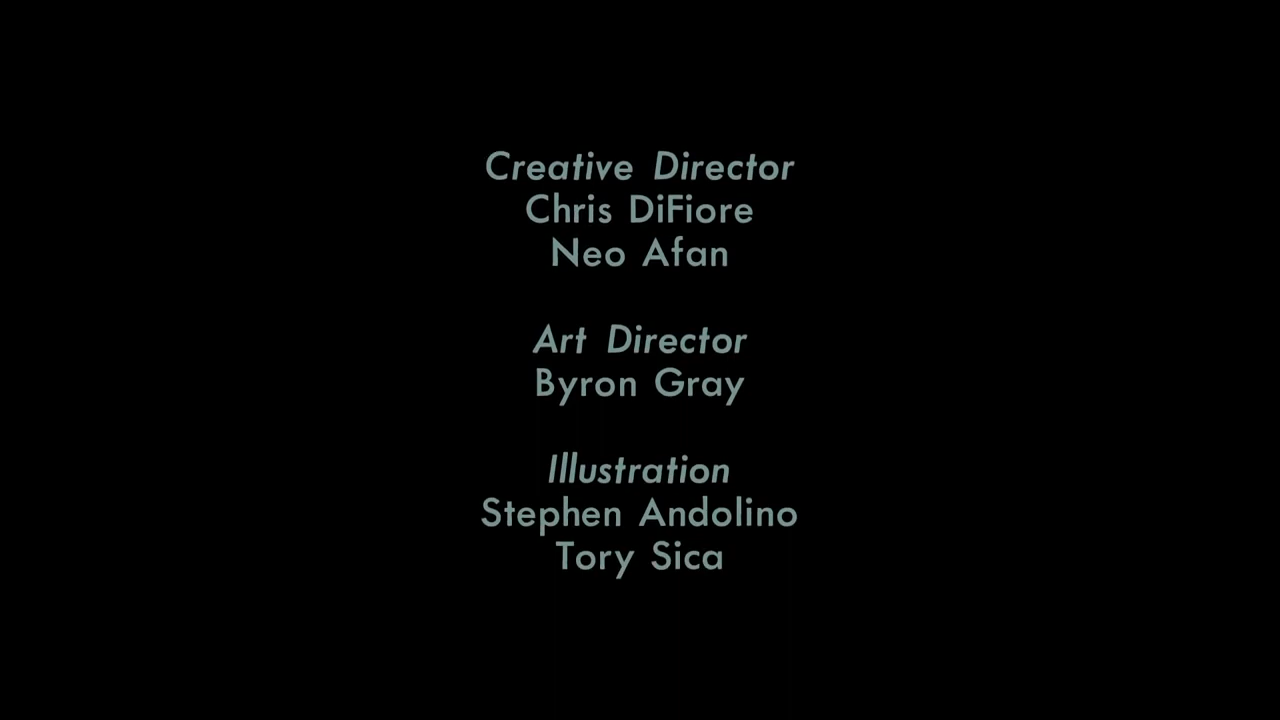 Creative Director
Chris DiFiore
Neo Afan
Art Director
Byron Gray
Illustration
Stephen Andolino
Tory Sica